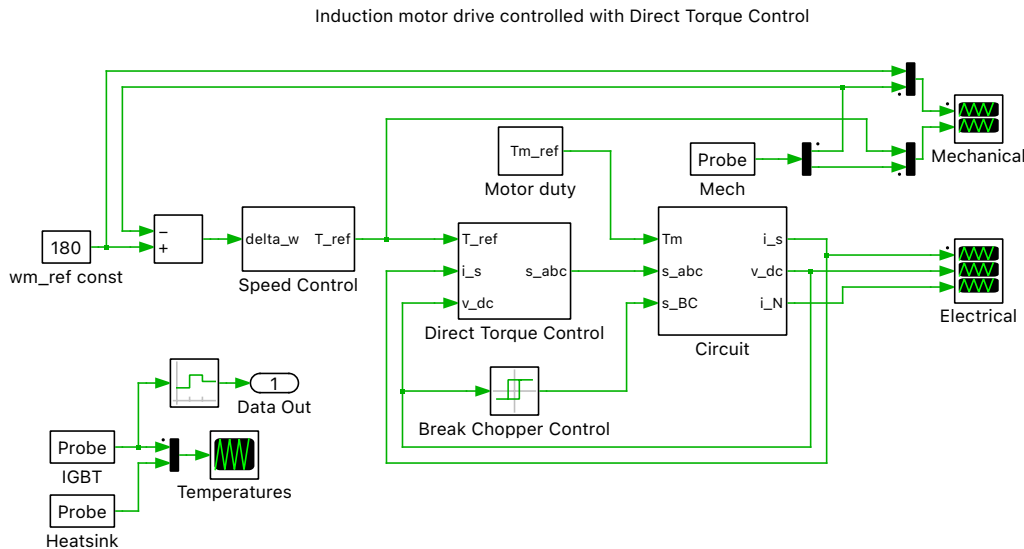 Induction motor drive controlled with Direct Torque Control
Mechanical
Tm_ref
Motor duty
Probe
Mech
180
wm_ref const
−
+
delta_w T_ref
Speed Control
T_ref
i_s s_abc
v_dc
Direct Torque Control
Tm i_s
s_abc v_dc
s_BC i_N
Circuit
Electrical
Break Chopper Control
1
Data Out
Probe
IGBT
Temperatures
Probe
Heatsink